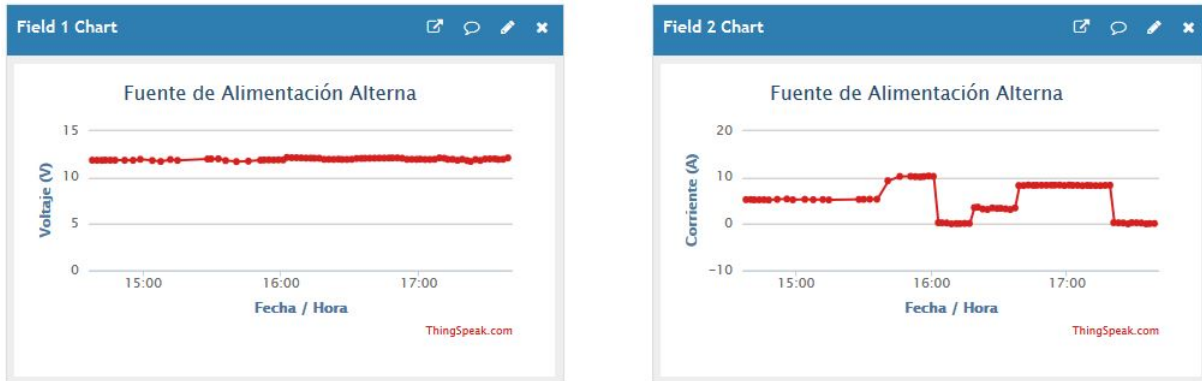 Field 1 Chart
Fuente de Alimentación Alterna
Voltaje (V)
15
10
5
0
15:00 16:00 17:00
Fecha / Hora
ThingSpeak.com
Field 2 Chart
Fuente de Alimentación Alterna
Corriente (A)
20
10
0
-10
15:00 16:00 17:00
Fecha / Hora
ThingSpeak.com